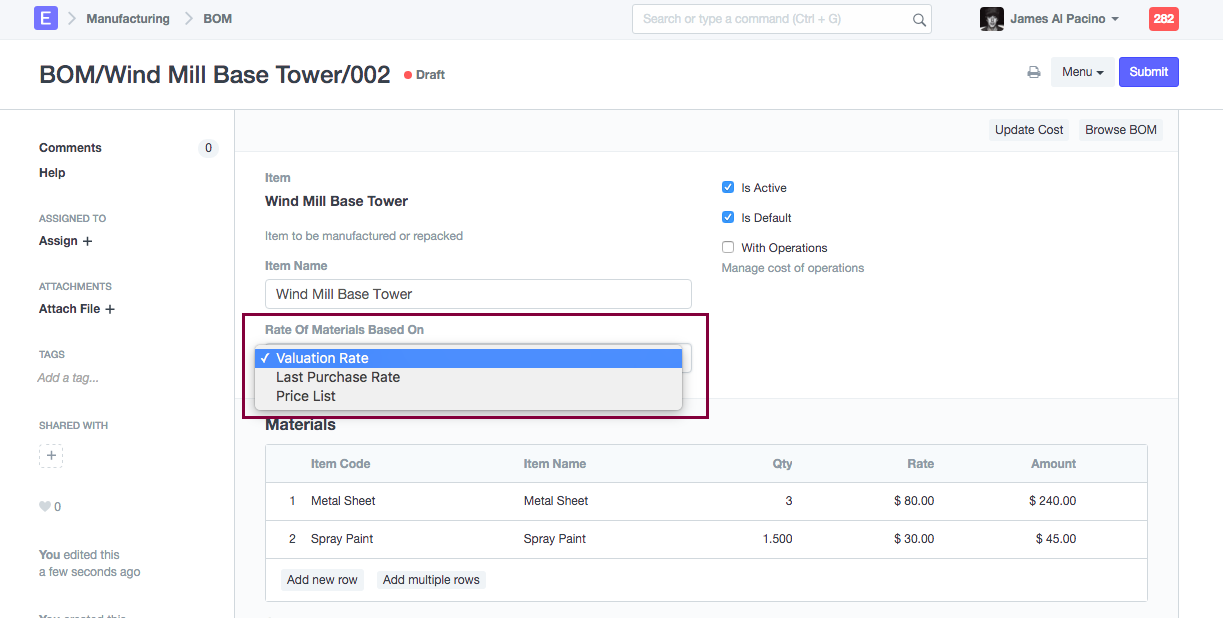 E Manufacturing BOM Search or type a command (Ctrl + G) James Al Pacino 282
BOM/Wind Mill Base Tower/002 Draft Menu Submit
Update Cost Browse BOM
Comments 0
Help
ASSIGNED TO
Assign +
ATTACHMENTS
Attach File +
TAGS
Add a tag...
SHARED WITH
+
0
You edited this
a few seconds ago
You created this
Item
Wind Mill Base Tower
Item to be manufactured or repacked
Item Name
Wind Mill Base Tower
Is Active
Is Default
With Operations
Manage cost of operations
Rate Of Materials Based On
✓ Valuation Rate
Last Purchase Rate
Price List
Materials
Item Code Item Name Qty Rate Amount
1 Metal Sheet Metal Sheet 3 $ 80.00 $ 240.00
2 Spray Paint Spray Paint 1.500 $ 30.00 $ 45.00
Add new row Add multiple rows